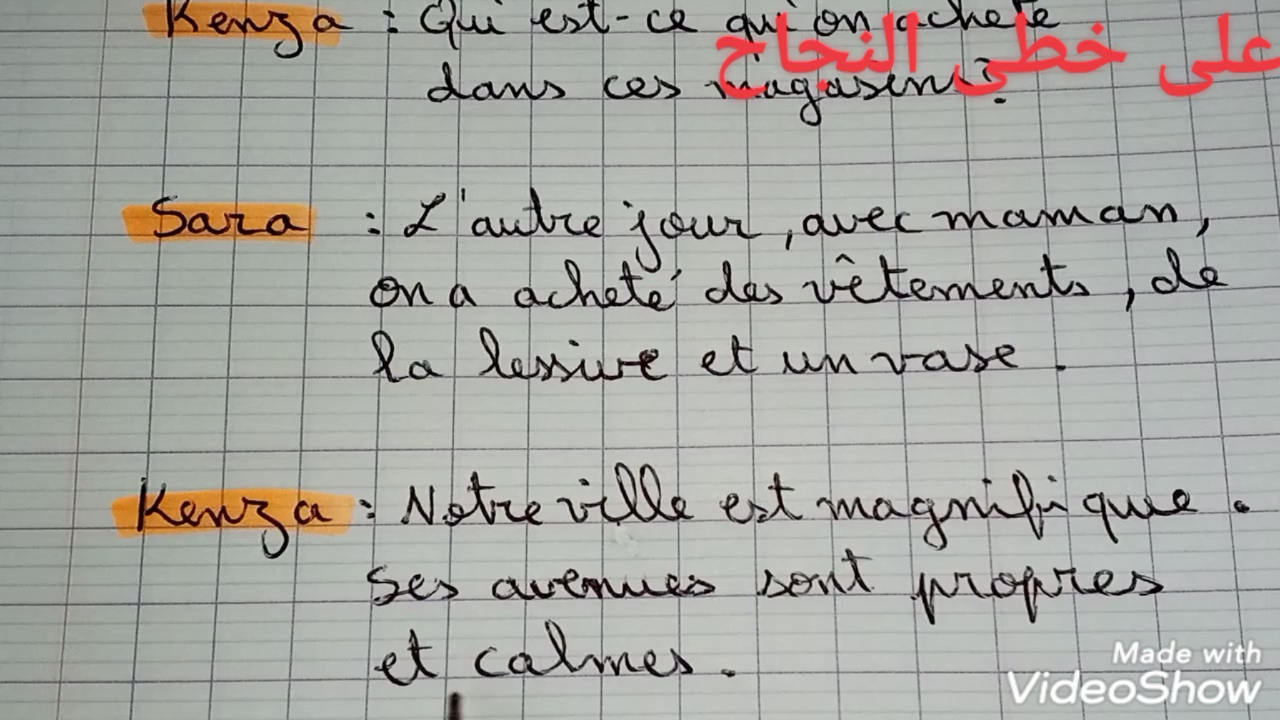 Kenza : Qui est-ce qu'on achete
على خطى النجاح
dans ces magasin?
Sara : L'autre jour, avec maman,
on a acheté des vêtements, de
la lessive et un vase.
Kenza : Notre ville est magnifique.
Ses avenues sont propres
et calmes.
Made with
VideoShow